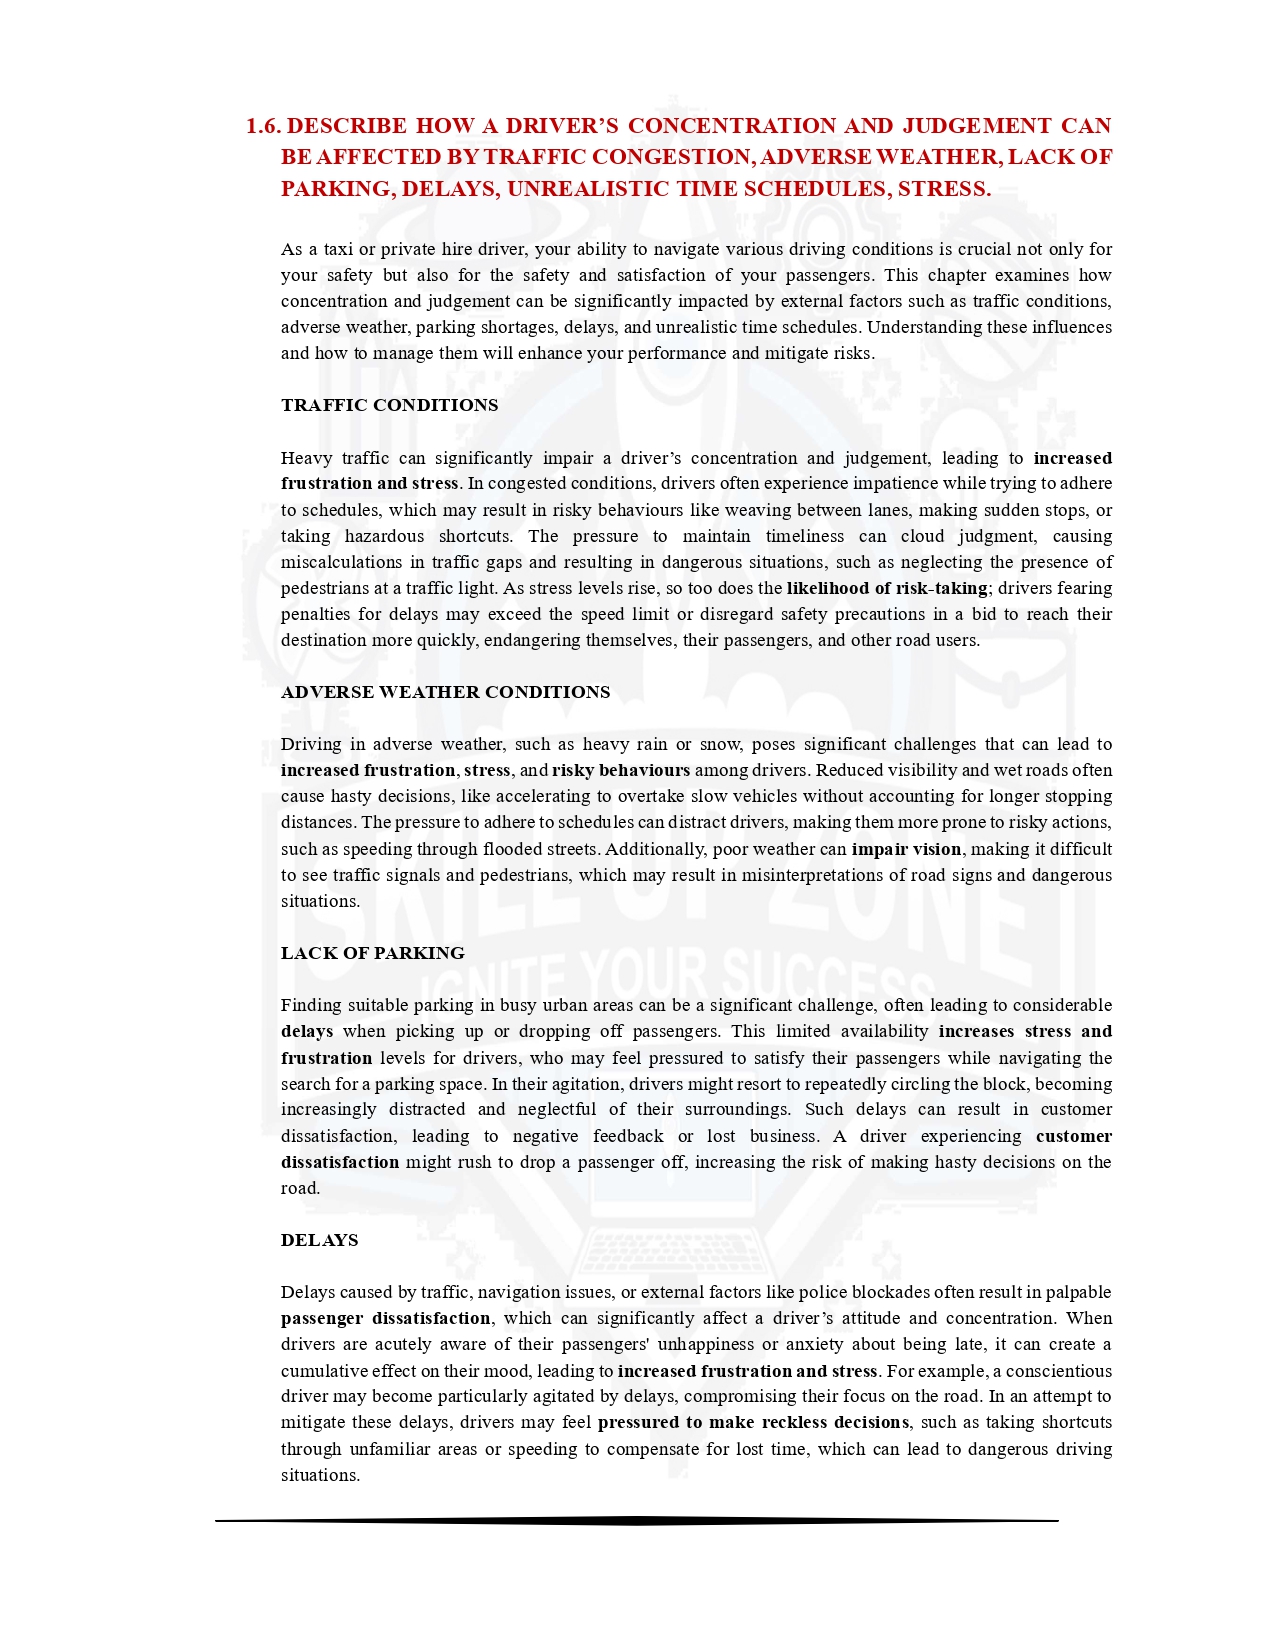 1.6. DESCRIBE HOW A DRIVER’S CONCENTRATION AND JUDGEMENT CAN
BE AFFECTED BY TRAFFIC CONGESTION, ADVERSE WEATHER, LACK OF
PARKING, DELAYS, UNREALISTIC TIME SCHEDULES, STRESS.
As a taxi or private hire driver, your ability to navigate various driving conditions is crucial not only for
your safety but also for the safety and satisfaction of your passengers. This chapter examines how
concentration and judgement can be significantly impacted by external factors such as traffic conditions,
adverse weather, parking shortages, delays, and unrealistic time schedules. Understanding these influences
and how to manage them will enhance your performance and mitigate risks.
TRAFFIC CONDITIONS
Heavy traffic can significantly impair a driver’s concentration and judgement, leading to increased
frustration and stress. In congested conditions, drivers often experience impatience while trying to adhere
to schedules, which may result in risky behaviours like weaving between lanes, making sudden stops, or
taking hazardous shortcuts. The pressure to maintain timeliness can cloud judgment, causing
miscalculations in traffic gaps and resulting in dangerous situations, such as neglecting the presence of
pedestrians at a traffic light. As stress levels rise, so too does the likelihood of risk-taking; drivers fearing
penalties for delays may exceed the speed limit or disregard safety precautions in a bid to reach their
destination more quickly, endangering themselves, their passengers, and other road users.
ADVERSE WEATHER CONDITIONS
Driving in adverse weather, such as heavy rain or snow, poses significant challenges that can lead to
increased frustration, stress, and risky behaviours among drivers. Reduced visibility and wet roads often
cause hasty decisions, like accelerating to overtake slow vehicles without accounting for longer stopping
distances. The pressure to adhere to schedules can distract drivers, making them more prone to risky actions,
such as speeding through flooded streets. Additionally, poor weather can impair vision, making it difficult
to see traffic signals and pedestrians, which may result in misinterpretations of road signs and dangerous
situations.
SKILL UP ZONE
LACK OF PARKING
IGNITE YOUR SUCCESS
Finding suitable parking in busy urban areas can be a significant challenge, often leading to considerable
delays when picking up or dropping off passengers. This limited availability increases stress and
frustration levels for drivers, who may feel pressured to satisfy their passengers while navigating the
search for a parking space. In their agitation, drivers might resort to repeatedly circling the block, becoming
increasingly distracted and neglectful of their surroundings. Such delays can result in customer
dissatisfaction, leading to negative feedback or lost business. A driver experiencing customer
dissatisfaction might rush to drop a passenger off, increasing the risk of making hasty decisions on the
road.
DELAYS
Delays caused by traffic, navigation issues, or external factors like police blockades often result in palpable
passenger dissatisfaction, which can significantly affect a driver’s attitude and concentration. When
drivers are acutely aware of their passengers' unhappiness or anxiety about being late, it can create a
cumulative effect on their mood, leading to increased frustration and stress. For example, a conscientious
driver may become particularly agitated by delays, compromising their focus on the road. In an attempt to
mitigate these delays, drivers may feel pressured to make reckless decisions, such as taking shortcuts
through unfamiliar areas or speeding to compensate for lost time, which can lead to dangerous driving
situations.